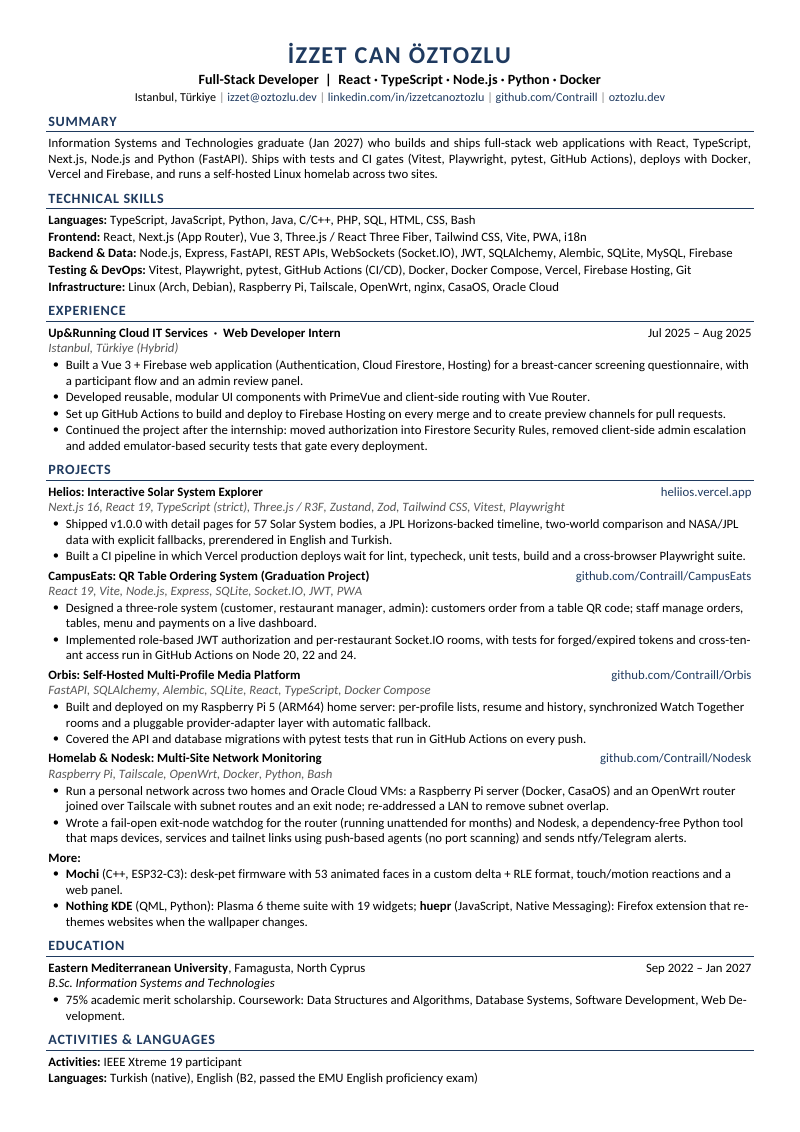 İZZET CAN ÖZTOZLU
Full-Stack Developer | React · TypeScript · Node.js · Python · Docker
Istanbul, Türkiye | izzet@oztozlu.dev | linkedin.com/in/izzetcanoztozlu | github.com/Contraill | oztozlu.dev
SUMMARY
Information Systems and Technologies graduate (Jan 2027) who builds and ships full-stack web applications with React, TypeScript,
Next.js, Node.js and Python (FastAPI). Ships with tests and CI gates (Vitest, Playwright, pytest, GitHub Actions), deploys with Docker,
Vercel and Firebase, and runs a self-hosted Linux homelab across two sites.
TECHNICAL SKILLS
Languages: TypeScript, JavaScript, Python, Java, C/C++, PHP, SQL, HTML, CSS, Bash
Frontend: React, Next.js (App Router), Vue 3, Three.js / React Three Fiber, Tailwind CSS, Vite, PWA, i18n
Backend & Data: Node.js, Express, FastAPI, REST APIs, WebSockets (Socket.IO), JWT, SQLAlchemy, Alembic, SQLite, MySQL, Firebase
Testing & DevOps: Vitest, Playwright, pytest, GitHub Actions (CI/CD), Docker, Docker Compose, Vercel, Firebase Hosting, Git
Infrastructure: Linux (Arch, Debian), Raspberry Pi, Tailscale, OpenWrt, nginx, CasaOS, Oracle Cloud
EXPERIENCE
Up&Running Cloud IT Services · Web Developer Intern Jul 2025 – Aug 2025
Istanbul, Türkiye (Hybrid)
• Built a Vue 3 + Firebase web application (Authentication, Cloud Firestore, Hosting) for a breast-cancer screening questionnaire, with
a participant flow and an admin review panel.
• Developed reusable, modular UI components with PrimeVue and client-side routing with Vue Router.
• Set up GitHub Actions to build and deploy to Firebase Hosting on every merge and to create preview channels for pull requests.
• Continued the project after the internship: moved authorization into Firestore Security Rules, removed client-side admin escalation
and added emulator-based security tests that gate every deployment.
PROJECTS
Helios: Interactive Solar System Explorer heliios.vercel.app
Next.js 16, React 19, TypeScript (strict), Three.js / R3F, Zustand, Zod, Tailwind CSS, Vitest, Playwright
• Shipped v1.0.0 with detail pages for 57 Solar System bodies, a JPL Horizons-backed timeline, two-world comparison and NASA/JPL
data with explicit fallbacks, prerendered in English and Turkish.
• Built a CI pipeline in which Vercel production deploys wait for lint, typecheck, unit tests, build and a cross-browser Playwright suite.
CampusEats: QR Table Ordering System (Graduation Project) github.com/Contraill/CampusEats
React 19, Vite, Node.js, Express, SQLite, Socket.IO, JWT, PWA
• Designed a three-role system (customer, restaurant manager, admin): customers order from a table QR code; staff manage orders,
tables, menu and payments on a live dashboard.
• Implemented role-based JWT authorization and per-restaurant Socket.IO rooms, with tests for forged/expired tokens and cross-ten-
ant access run in GitHub Actions on Node 20, 22 and 24.
Orbis: Self-Hosted Multi-Profile Media Platform github.com/Contraill/Orbis
FastAPI, SQLAlchemy, Alembic, SQLite, React, TypeScript, Docker Compose
• Built and deployed on my Raspberry Pi 5 (ARM64) home server: per-profile lists, resume and history, synchronized Watch Together
rooms and a pluggable provider-adapter layer with automatic fallback.
• Covered the API and database migrations with pytest tests that run in GitHub Actions on every push.
Homelab & Nodesk: Multi-Site Network Monitoring github.com/Contraill/Nodesk
Raspberry Pi, Tailscale, OpenWrt, Docker, Python, Bash
• Run a personal network across two homes and Oracle Cloud VMs: a Raspberry Pi server (Docker, CasaOS) and an OpenWrt router
joined over Tailscale with subnet routes and an exit node; re-addressed a LAN to remove subnet overlap.
• Wrote a fail-open exit-node watchdog for the router (running unattended for months) and Nodesk, a dependency-free Python tool
that maps devices, services and tailnet links using push-based agents (no port scanning) and sends ntfy/Telegram alerts.
More:
• Mochi (C++, ESP32-C3): desk-pet firmware with 53 animated faces in a custom delta + RLE format, touch/motion reactions and a
web panel.
• Nothing KDE (QML, Python): Plasma 6 theme suite with 19 widgets; huepr (JavaScript, Native Messaging): Firefox extension that re-
themes websites when the wallpaper changes.
EDUCATION
Eastern Mediterranean University, Famagusta, North Cyprus Sep 2022 – Jan 2027
B.Sc. Information Systems and Technologies
• 75% academic merit scholarship. Coursework: Data Structures and Algorithms, Database Systems, Software Development, Web De-
velopment.
ACTIVITIES & LANGUAGES
Activities: IEEE Xtreme 19 participant
Languages: Turkish (native), English (B2, passed the EMU English proficiency exam)